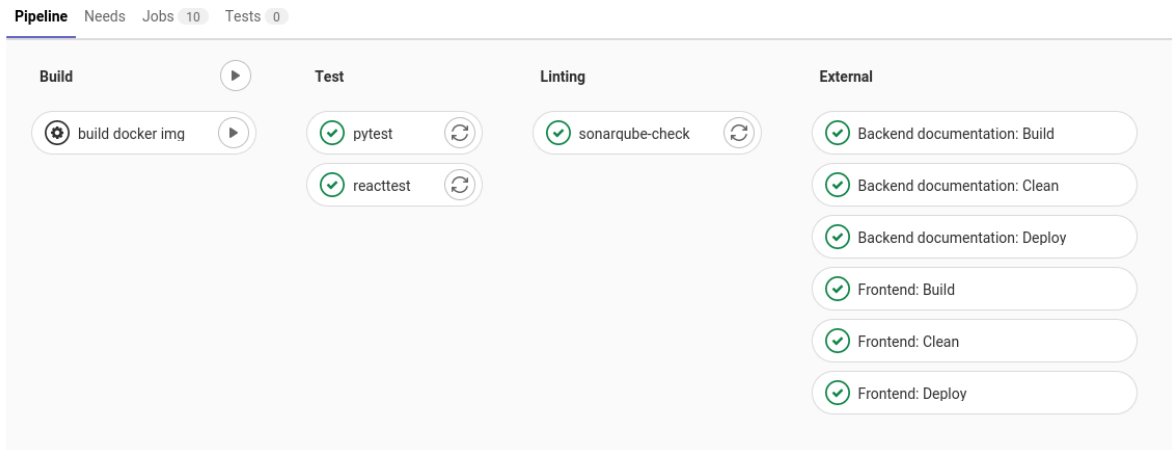 Pipeline Needs Jobs 10 Tests 0
Build
build docker img
Test
pytest
reacttest
Linting
sonarqube-check
External
Backend documentation: Build
Backend documentation: Clean
Backend documentation: Deploy
Frontend: Build
Frontend: Clean
Frontend: Deploy